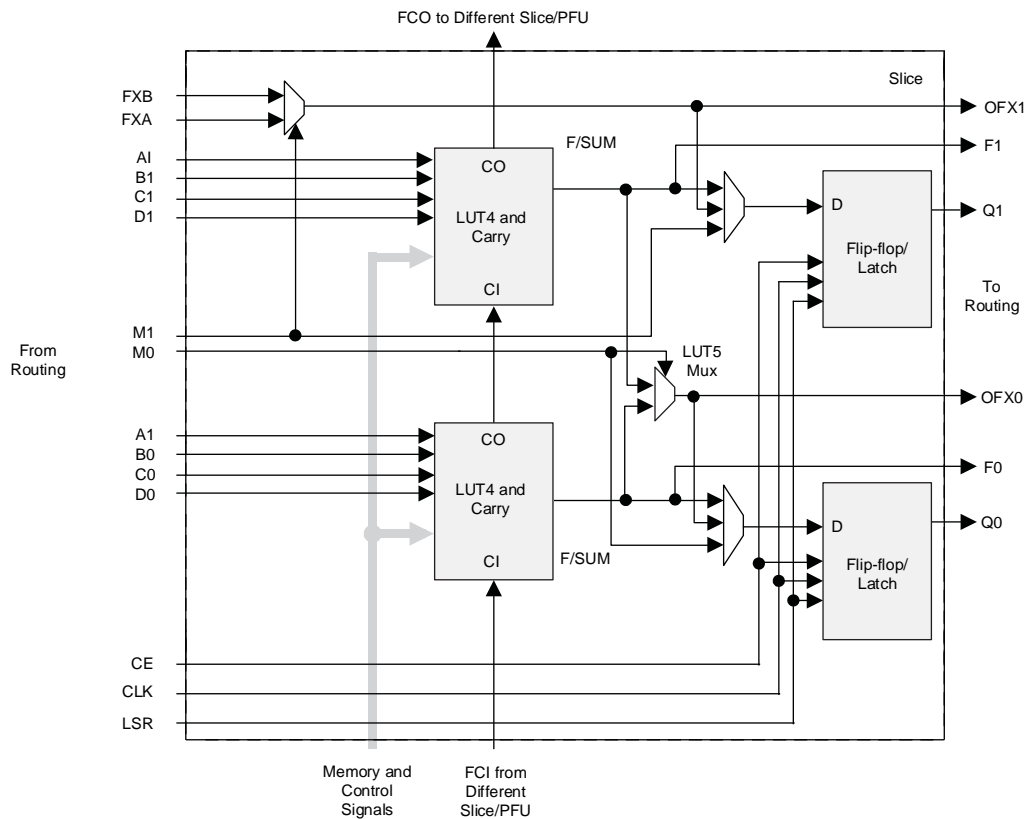 FCO to Different Slice/PFU
Slice
FXB
FXA
OFX1
F/SUM
F1
AI
B1
C1
D1
CO
LUT4 and
Carry
CI
D
Flip-flop/
Latch
Q1
To
Routing
From
Routing
M1
M0
LUT5
Mux
OFX0
A1
B0
C0
D0
CO
LUT4 and
Carry
CI
F/SUM
F0
D
Flip-flop/
Latch
Q0
CE
CLK
LSR
Memory and
Control
Signals
FCI from
Different
Slice/PFU